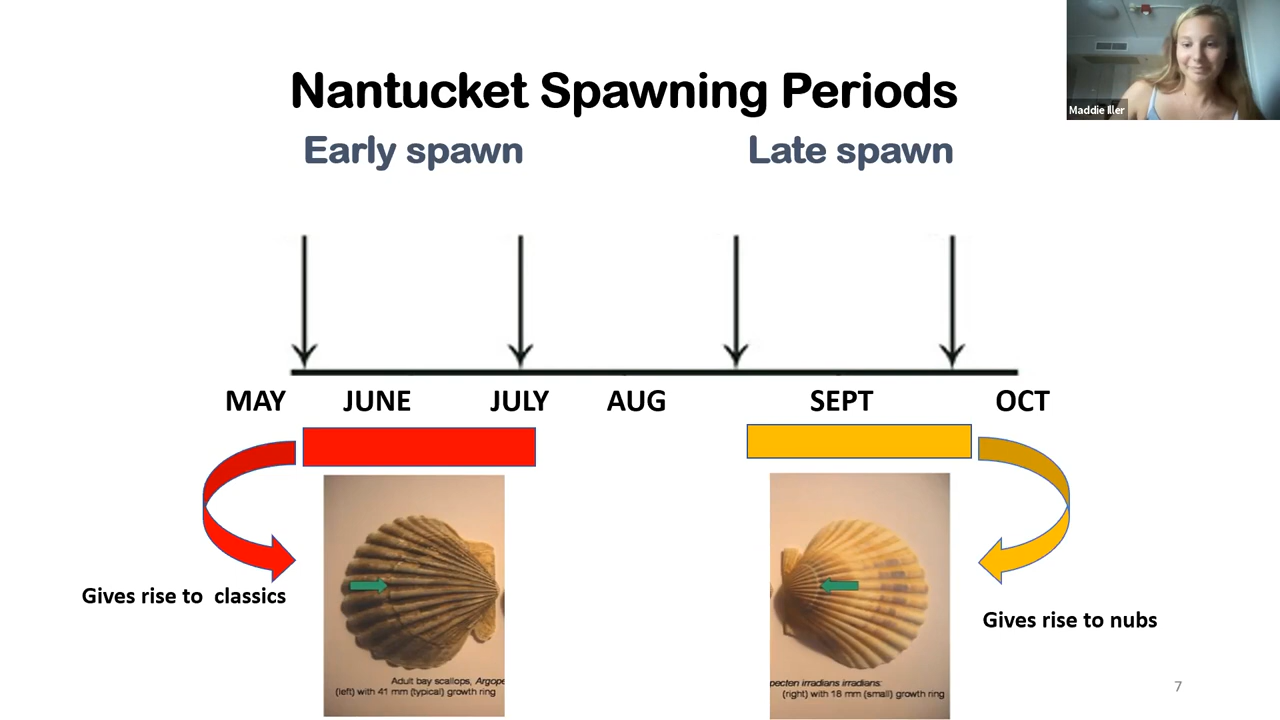 Nantucket Spawning Periods
Early spawn
Late spawn
Maddie Iller
MAY JUNE JULY AUG SEPT OCT
Gives rise to classics
Gives rise to nubs
Adult bay scallops, Argope
(left) with 41 mm (typical) growth ring
pecten irradians irradians:
(right) with 18 mm (small) growth ring
7